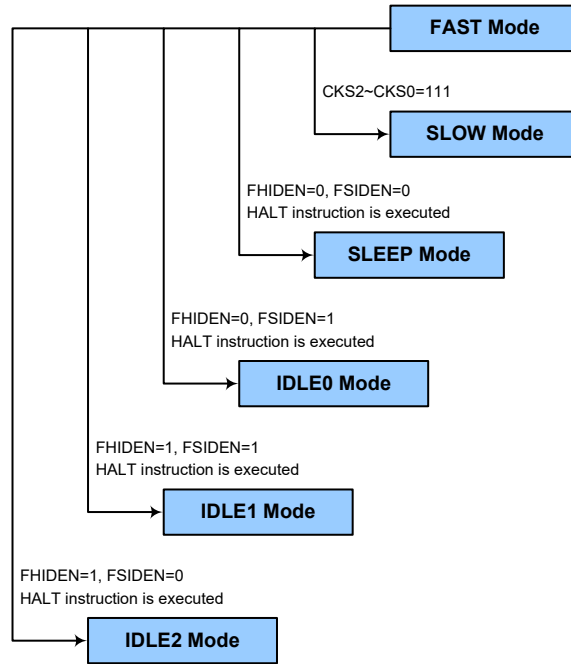 FAST Mode
CKS2~CKS0=111
SLOW Mode
FHIDEN=0, FSIDEN=0
HALT instruction is executed
SLEEP Mode
FHIDEN=0, FSIDEN=1
HALT instruction is executed
IDLE0 Mode
FHIDEN=1, FSIDEN=1
HALT instruction is executed
IDLE1 Mode
FHIDEN=1, FSIDEN=0
HALT instruction is executed
IDLE2 Mode